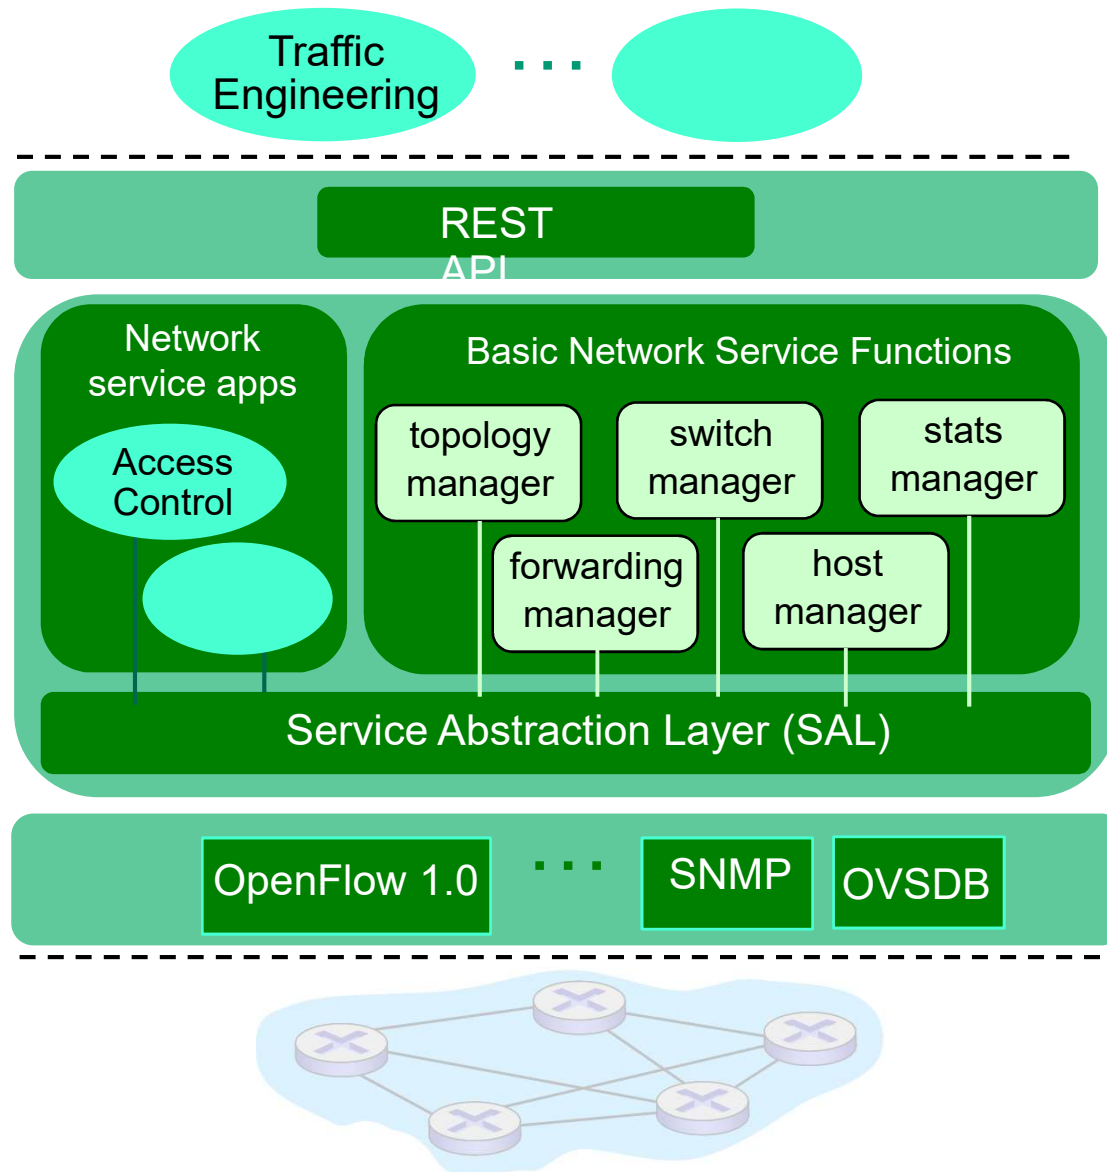 Traffic
Engineering
REST
API
Network
service apps
Basic Network Service Functions
Access
Control
topology
manager
switch
manager
stats
manager
forwarding
manager
host
manager
Service Abstraction Layer (SAL)
OpenFlow 1.0
SNMP
OVSDB